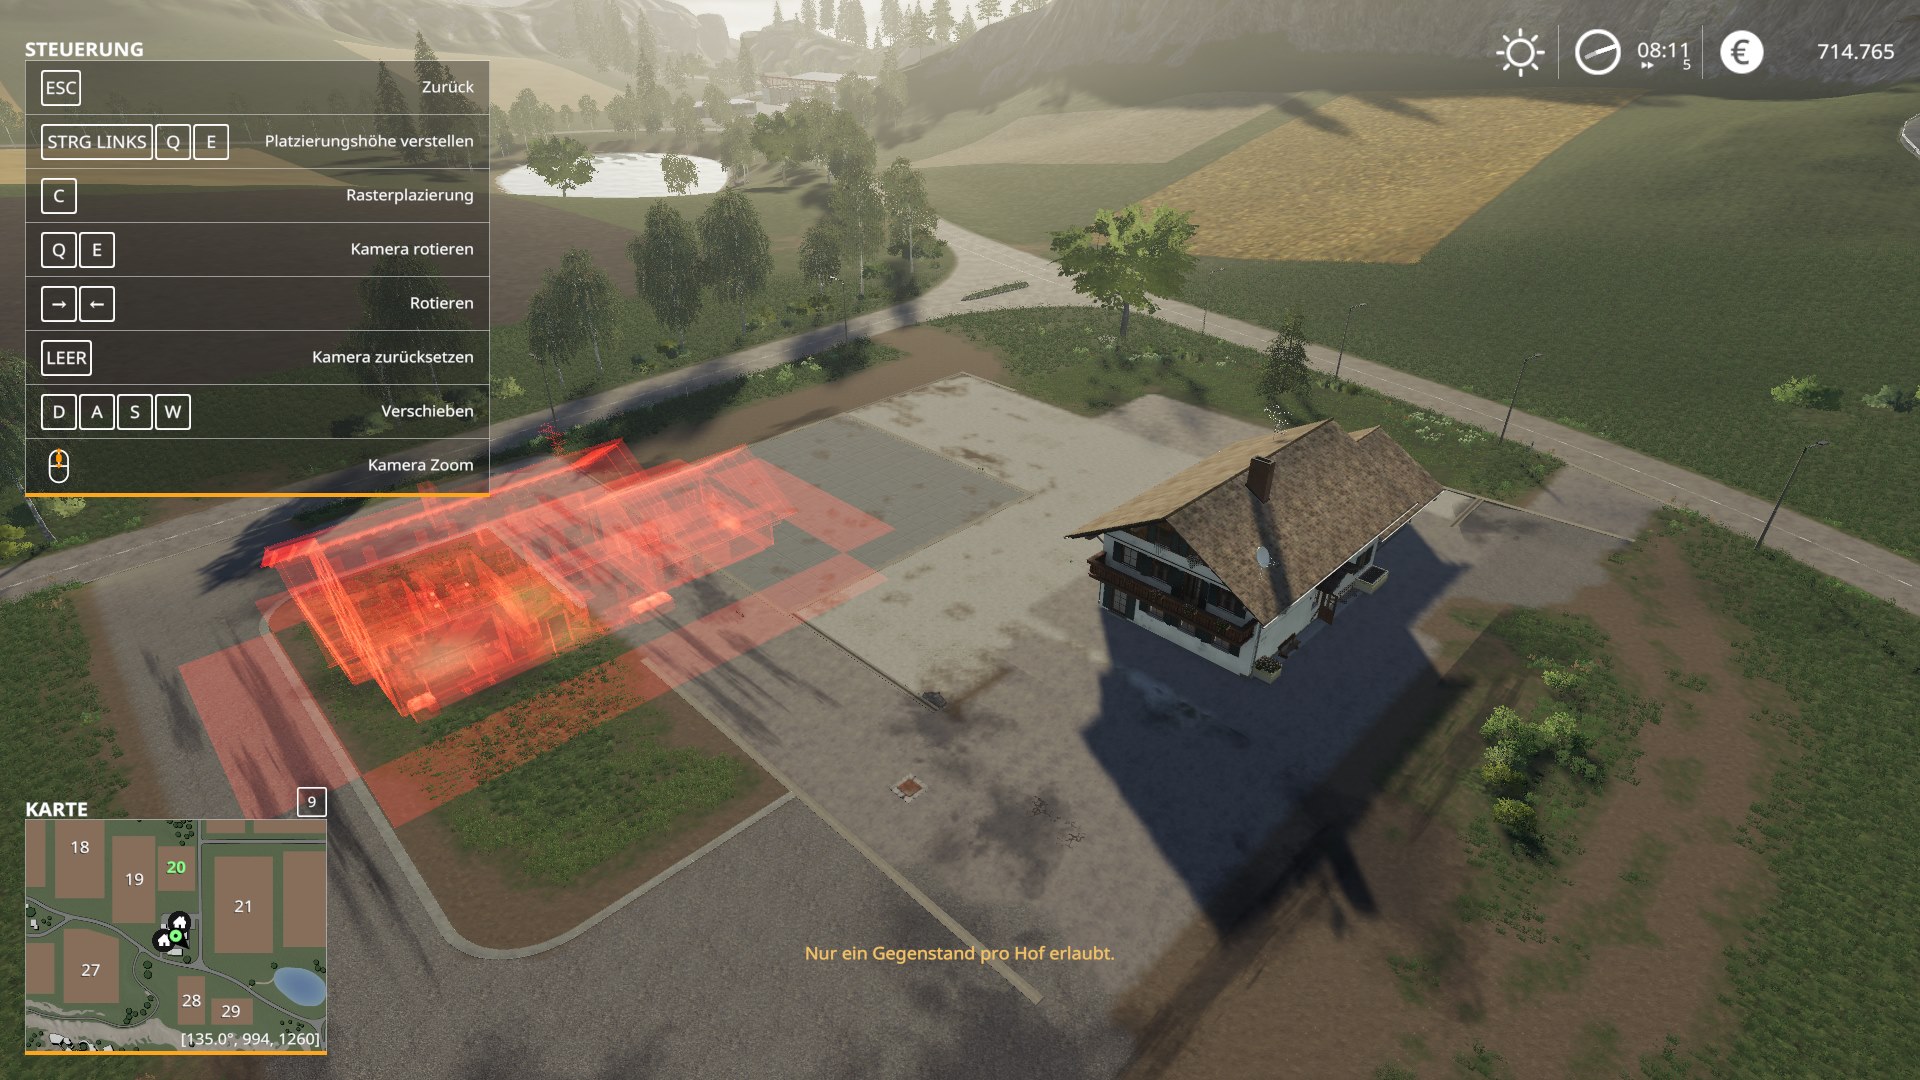 STEUERUNG
ESC Zurück
STRG LINKS Q E Platzierungshöhe verstellen
C Rasterplazierung
Q E Kamera rotieren
→ ← Rotieren
LEER Kamera zurücksetzen
D A S W Verschieben
Kamera Zoom
08:11
5
€
714.765
Nur ein Gegenstand pro Hof erlaubt.
KARTE 9
18
19
20
21
27
28
29
[135.0°, 994, 1260]